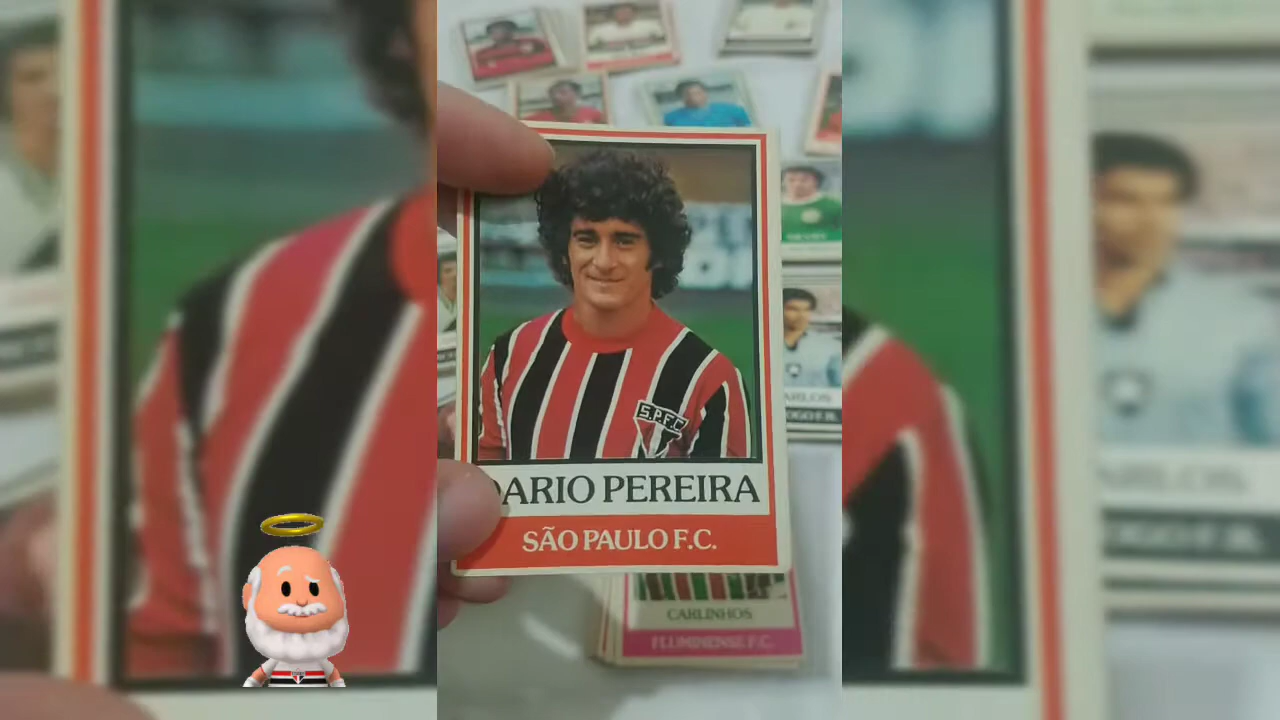 S.P.F.C
DARIO PEREIRA
SÃO PAULO F.C.
CARLINHOS
FLUMINENSE F.C.